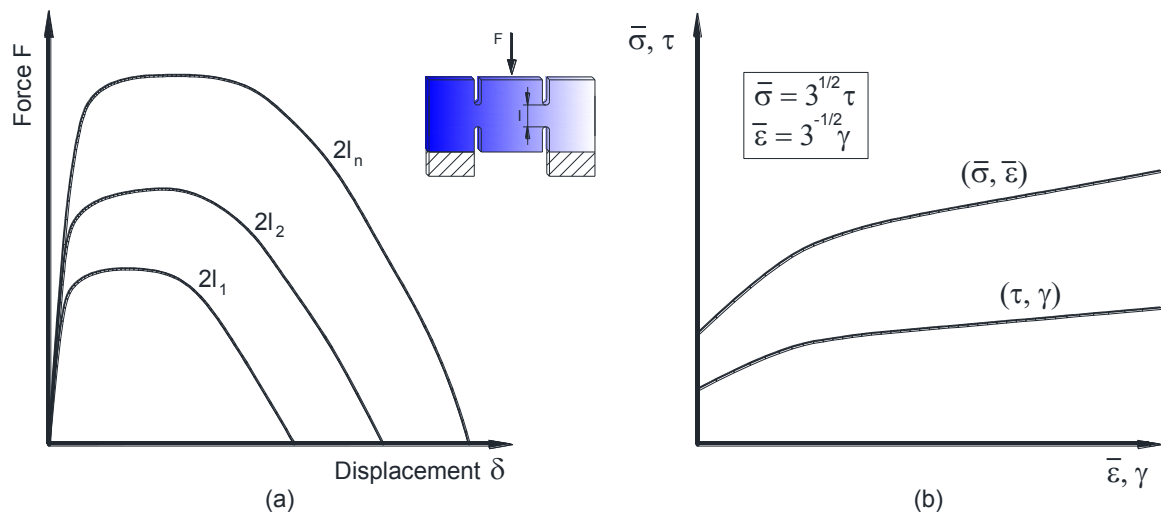 Force F
2l_n
2l_2
2l_1
F
l
Displacement δ
(a)
σ̅, τ
σ̅ = 3^{1/2} τ
ε̅ = 3^{-1/2} γ
(σ̅, ε̅)
(τ, γ)
ε̅, γ
(b)